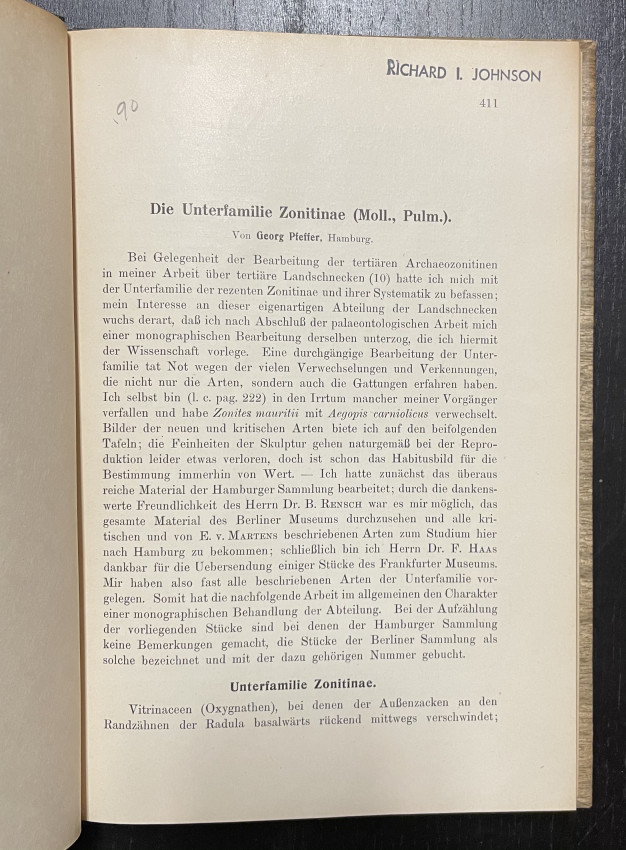 RICHARD I. JOHNSON
.90
411
Die Unterfamilie Zonitinae (Moll., Pulm.).
Von Georg Pfeffer, Hamburg.
Bei Gelegenheit der Bearbeitung der tertiären Archaeozonitinen
in meiner Arbeit über tertiäre Landschnecken (10) hatte ich mich mit
der Unterfamilie der rezenten Zonitinae und ihrer Systematik zu befassen;
mein Interesse an dieser eigenartigen Abteilung der Landschnecken
wuchs derart, daß ich nach Abschluß der palaeontologischen Arbeit mich
einer monographischen Bearbeitung derselben unterzog, die ich hiermit
der Wissenschaft vorlege. Eine durchgängige Bearbeitung der Unter-
familie tat Not wegen der vielen Verwechselungen und Verkennungen,
die nicht nur die Arten, sondern auch die Gattungen erfahren haben.
Ich selbst bin (l. c. pag. 222) in den Irrtum mancher meiner Vorgänger
verfallen und habe Zonites mauritii mit Aegopis carniolicus verwechselt.
Bilder der neuen und kritischen Arten biete ich auf den beifolgenden
Tafeln; die Feinheiten der Skulptur gehen naturgemäß bei der Repro-
duktion leider etwas verloren, doch ist schon das Habitusbild für die
Bestimmung immerhin von Wert. — Ich hatte zunächst das überaus
reiche Material der Hamburger Sammlung bearbeitet; durch die dankens-
werte Freundlichkeit des Herrn Dr. B. RENSCH war es mir möglich, das
gesamte Material des Berliner Museums durchzusehen und alle kri-
tischen und von E. v. MARTENS beschriebenen Arten zum Studium hier
nach Hamburg zu bekommen; schließlich bin ich Herrn Dr. F. HAAS
dankbar für die Uebersendung einiger Stücke des Frankfurter Museums.
Mir haben also fast alle beschriebenen Arten der Unterfamilie vor-
gelegen. Somit hat die nachfolgende Arbeit im allgemeinen den Charakter
einer monographischen Behandlung der Abteilung. Bei der Aufzählung
der vorliegenden Stücke sind bei denen der Hamburger Sammlung
keine Bemerkungen gemacht, die Stücke der Berliner Sammlung als
solche bezeichnet und mit der dazu gehörigen Nummer gebucht.
Unterfamilie Zonitinae.
Vitrinaceen (Oxygnathen), bei denen der Außenzacken an den
Randzähnen der Radula basalwärts rückend mittwegs verschwindet;